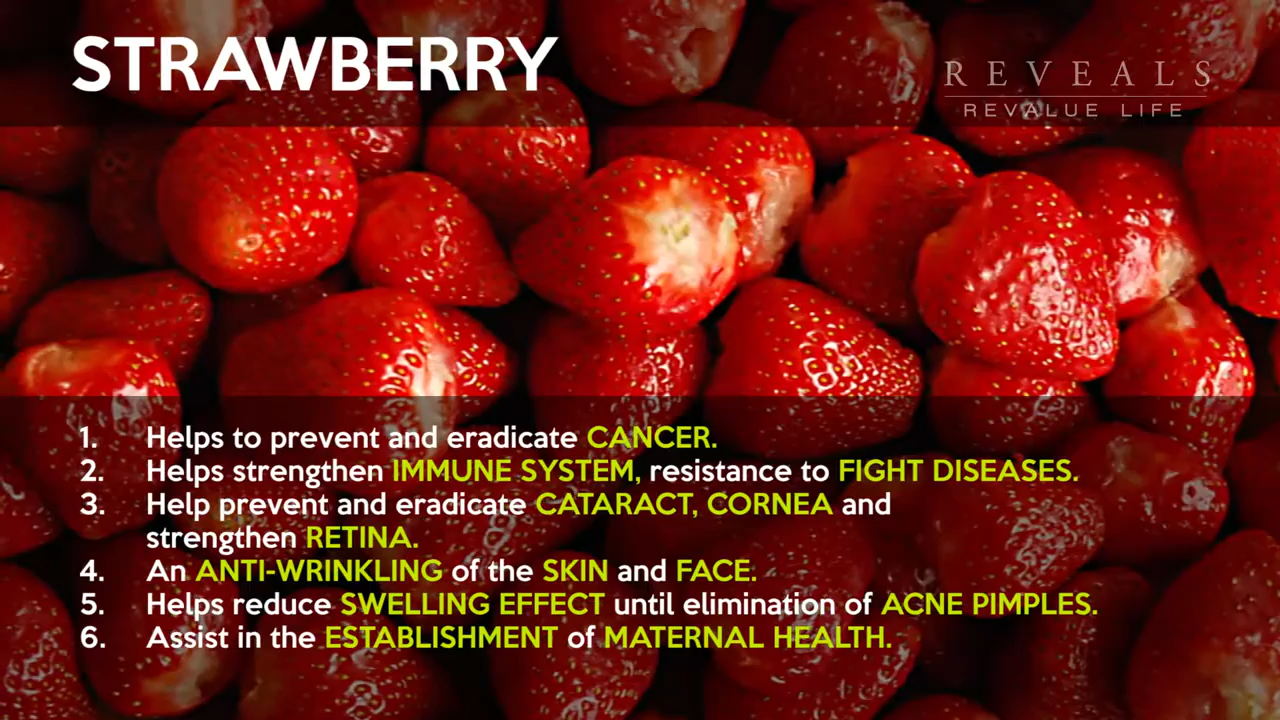 STRAWBERRY
REVEALS
REVALUE LIFE
1. Helps to prevent and eradicate CANCER.
2. Helps strengthen IMMUNE SYSTEM, resistance to FIGHT DISEASES.
3. Help prevent and eradicate CATARACT, CORNEA and
strengthen RETINA.
4. An ANTI-WRINKLING of the SKIN and FACE.
5. Helps reduce SWELLING EFFECT until elimination of ACNE PIMPLES.
6. Assist in the ESTABLISHMENT of MATERNAL HEALTH.